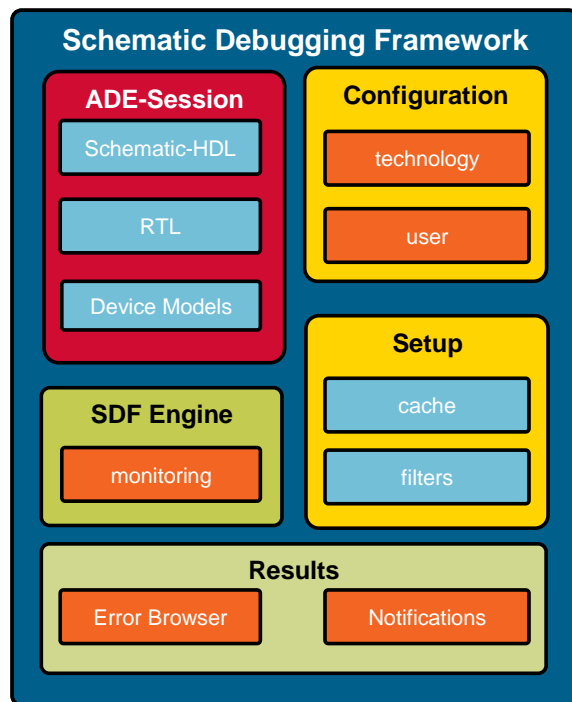 Schematic Debugging Framework
ADE-Session
Schematic-HDL
RTL
Device Models
Configuration
technology
user
Setup
cache
filters
SDF Engine
monitoring
Results
Error Browser
Notifications